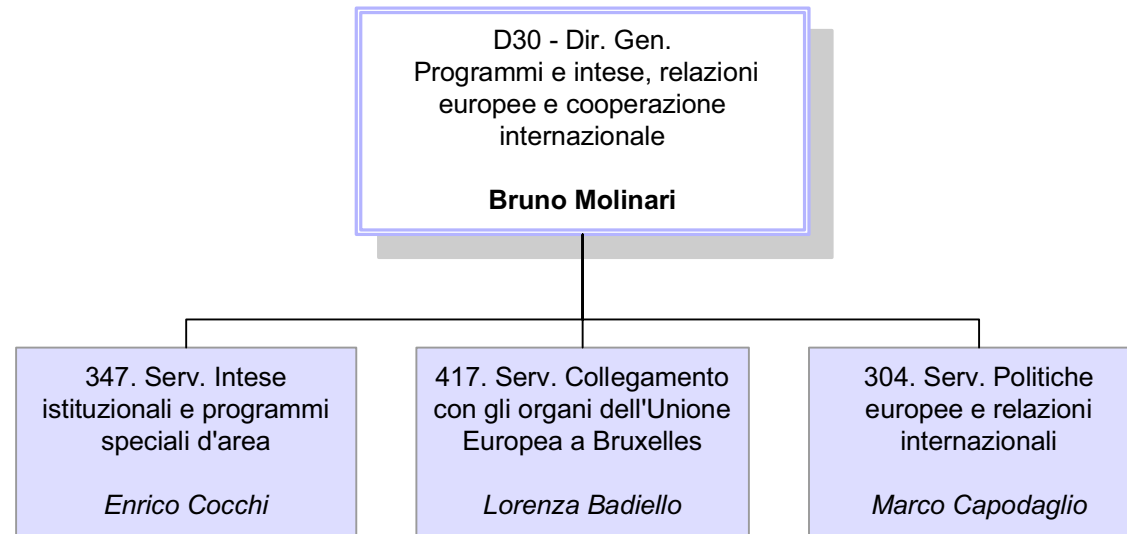 D30 - Dir. Gen.
Programmi e intese, relazioni
europee e cooperazione
internazionale
Bruno Molinari
347. Serv. Intese
istituzionali e programmi
speciali d'area
Enrico Cocchi
417. Serv. Collegamento
con gli organi dell'Unione
Europea a Bruxelles
Lorenza Badiello
304. Serv. Politiche
europee e relazioni
internazionali
Marco Capodaglio